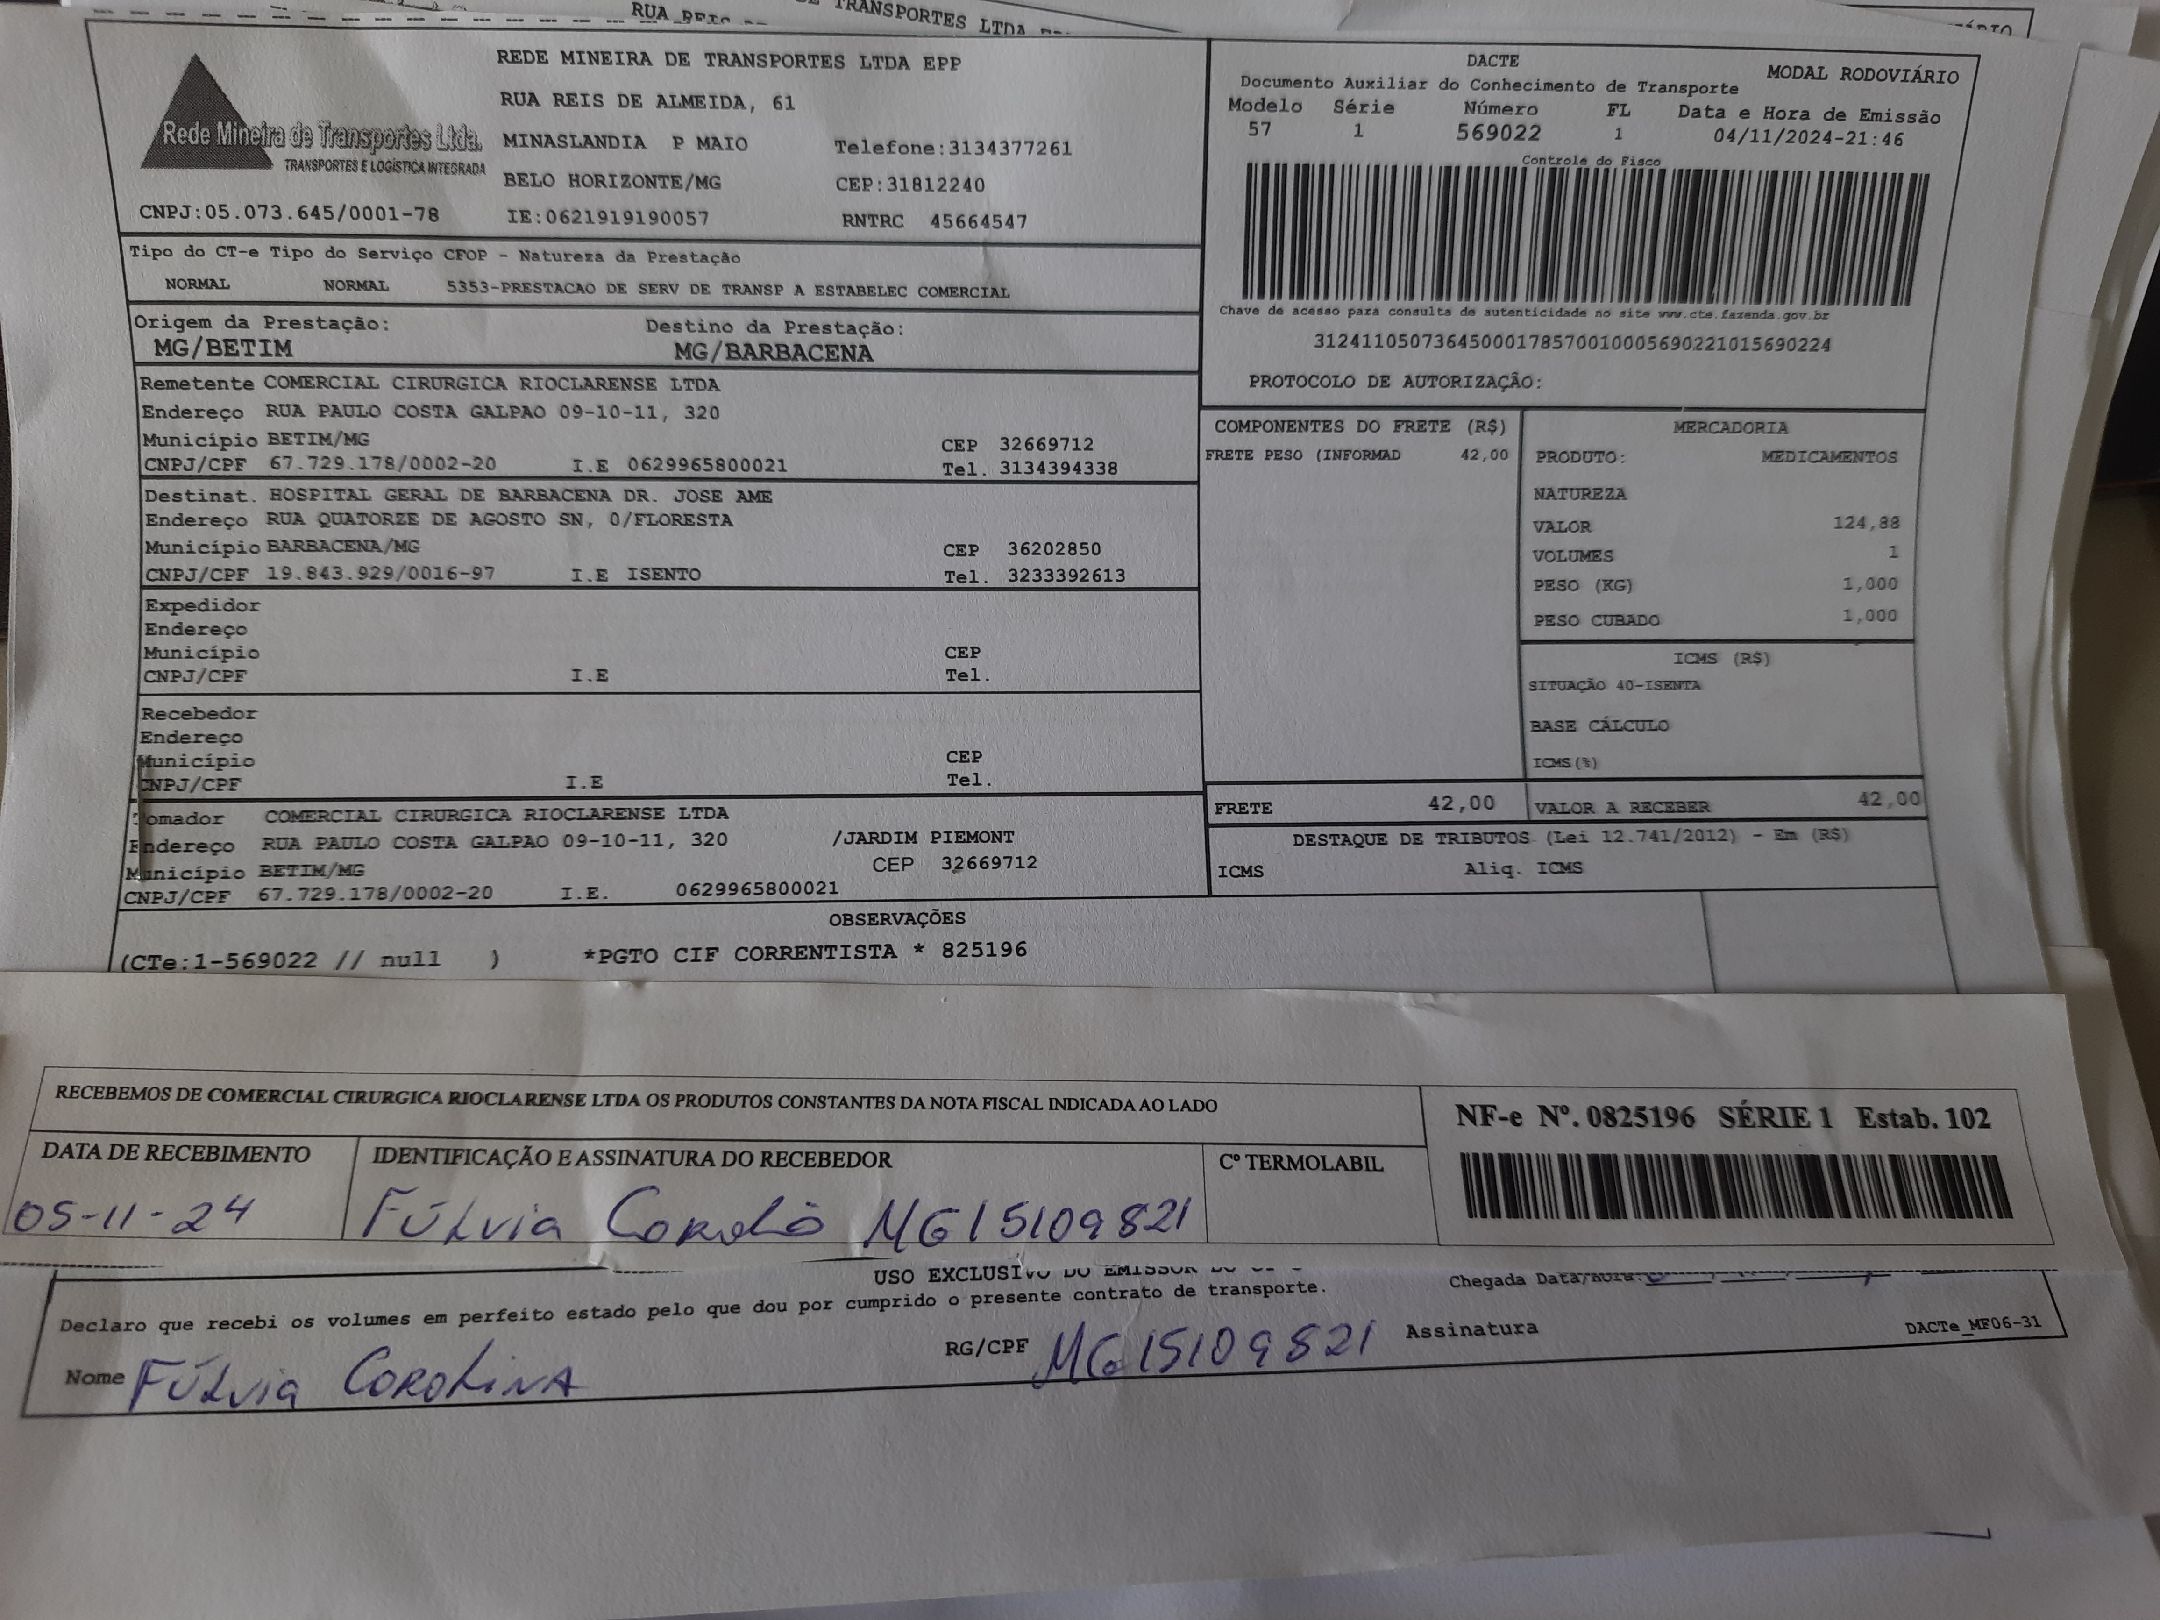 RUA REIS DE TRANSPORTES LTDA
REDE MINEIRA DE TRANSPORTES LTDA EPP
RUA REIS DE ALMEIDA, 61
MINASLANDIA P MAIO Telefone:3134377261
BELO HORIZONTE/MG CEP:31812240
CNPJ:05.073.645/0001-78 IE:0621919190057 RNTRC 45664547
Rede Mineira de Transportes Ltda.
TRANSPORTES E LOGÍSTICA INTEGRADA
DACTE
Documento Auxiliar do Conhecimento de Transporte MODAL RODOVIÁRIO
Modelo Série Número FL Data e Hora de Emissão
57 1 569022 1 04/11/2024-21:46
Controle do Fisco
Chave de acesso para consulta de autenticidade no site www.cte.fazenda.gov.br
31241105073645000178570010005690221015690224
PROTOCOLO DE AUTORIZAÇÃO:
Tipo do CT-e Tipo do Serviço CFOP - Natureza da Prestação
NORMAL NORMAL 5353-PRESTACAO DE SERV DE TRANSP A ESTABELEC COMERCIAL
Origem da Prestação: Destino da Prestação:
MG/BETIM MG/BARBACENA
Remetente COMERCIAL CIRURGICA RIOCLARENSE LTDA
Endereço RUA PAULO COSTA GALPAO 09-10-11, 320
Município BETIM/MG CEP 32669712
CNPJ/CPF 67.729.178/0002-20 I.E 0629965800021 Tel. 3134394338
Destinat. HOSPITAL GERAL DE BARBACENA DR. JOSE AME
Endereço RUA QUATORZE DE AGOSTO SN, 0/FLORESTA
Município BARBACENA/MG CEP 36202850
CNPJ/CPF 19.843.929/0016-97 I.E ISENTO Tel. 3233392613
Expedidor
Endereço
Município CEP
CNPJ/CPF I.E Tel.
Recebedor
Endereço
Município CEP
CNPJ/CPF I.E Tel.
Tomador COMERCIAL CIRURGICA RIOCLARENSE LTDA
Endereço RUA PAULO COSTA GALPAO 09-10-11, 320 /JARDIM PIEMONT
Município BETIM/MG CEP 32669712
CNPJ/CPF 67.729.178/0002-20 I.E. 0629965800021
COMPONENTES DO FRETE (R$)
FRETE PESO (INFORMAD 42,00
MERCADORIA
PRODUTO: MEDICAMENTOS
NATUREZA
VALOR 124,88
VOLUMES 1
PESO (KG) 1,000
PESO CUBADO 1,000
ICMS (R$)
SITUAÇÃO 40-ISENTA
BASE CÁLCULO
ICMS(%)
FRETE 42,00 VALOR A RECEBER 42,00
DESTAQUE DE TRIBUTOS (Lei 12.741/2012) - Em (R$)
ICMS Aliq. ICMS
OBSERVAÇÕES
(CTe:1-569022 // null ) *PGTO CIF CORRENTISTA * 825196
RECEBEMOS DE COMERCIAL CIRURGICA RIOCLARENSE LTDA OS PRODUTOS CONSTANTES DA NOTA FISCAL INDICADA AO LADO
NF-e Nº. 0825196 SÉRIE 1 Estab. 102
DATA DE RECEBIMENTO IDENTIFICAÇÃO E ASSINATURA DO RECEBEDOR Cº TERMOLABIL
05-11-24 Fúlvia MG15109821
USO EXCLUSIVO DO EMISSOR DO Chegada Data/Hora:
Declaro que recebi os volumes em perfeito estado pelo que dou por cumprido o presente contrato de transporte.
Nome Fúlvia Carolina RG/CPF MG15109821 Assinatura DACTe_MF06-31